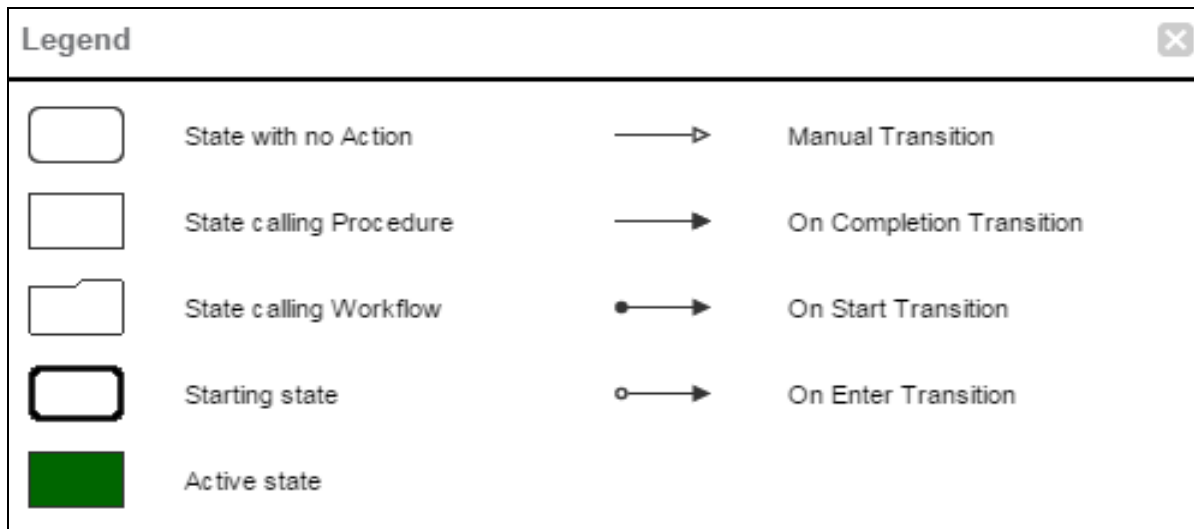 Legend
State with no Action
Manual Transition
State calling Procedure
On Completion Transition
State calling Workflow
On Start Transition
Starting state
On Enter Transition
Active state